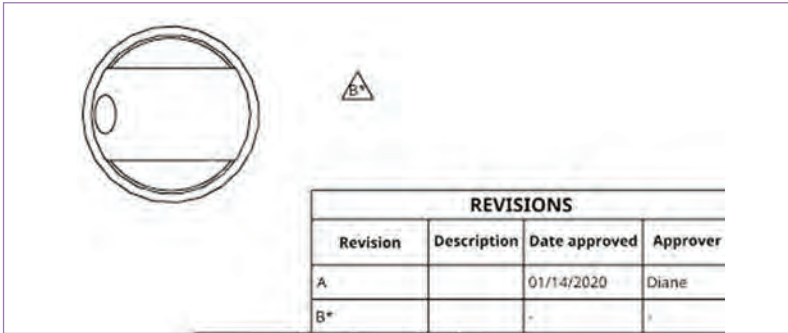 B*
REVISIONS
Revision Description Date approved Approver
A 01/14/2020 Diane
B* - -